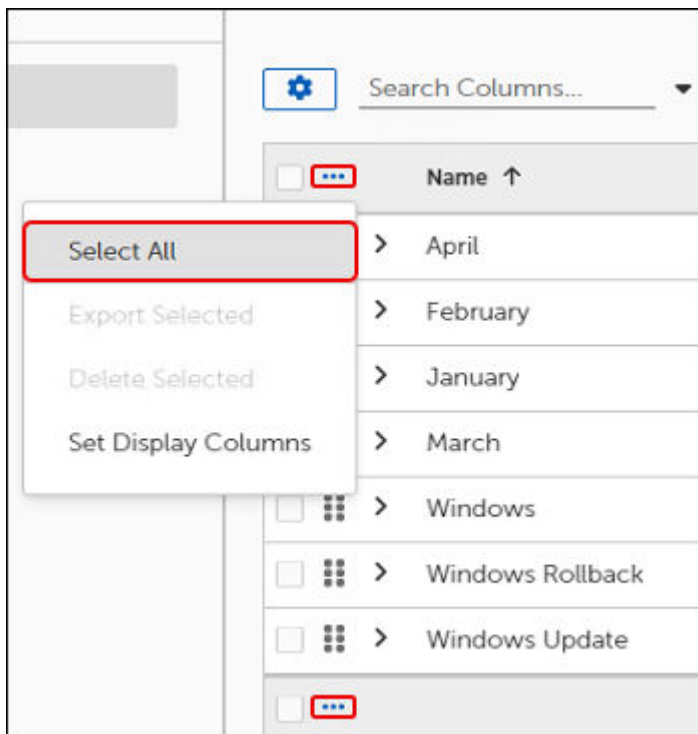 Search Columns...
Name ↑
Select All
April
Export Selected
February
Delete Selected
January
Set Display Columns
March
Windows
Windows Rollback
Windows Update